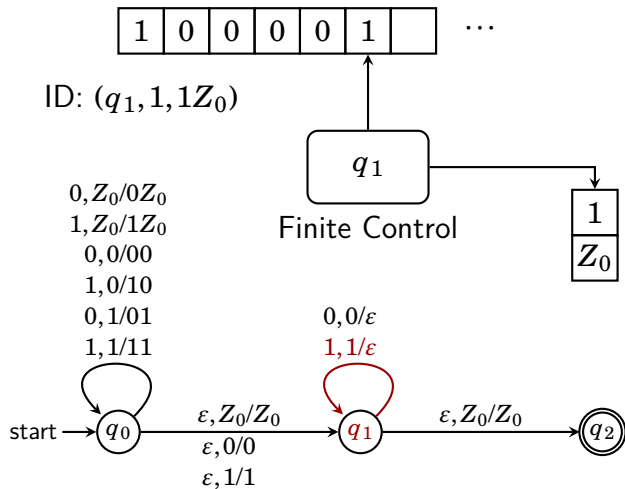 1 0 0 0 0 1 ⋯
ID: (q₁, 1, 1Z₀)
q₁
Finite Control
1
Z₀
0, Z₀/0Z₀
1, Z₀/1Z₀
0, 0/00
1, 0/10
0, 1/01
1, 1/11
0, 0/ε
1, 1/ε
start
q₀
ε, Z₀/Z₀
ε, 0/0
ε, 1/1
q₁
ε, Z₀/Z₀
q₂